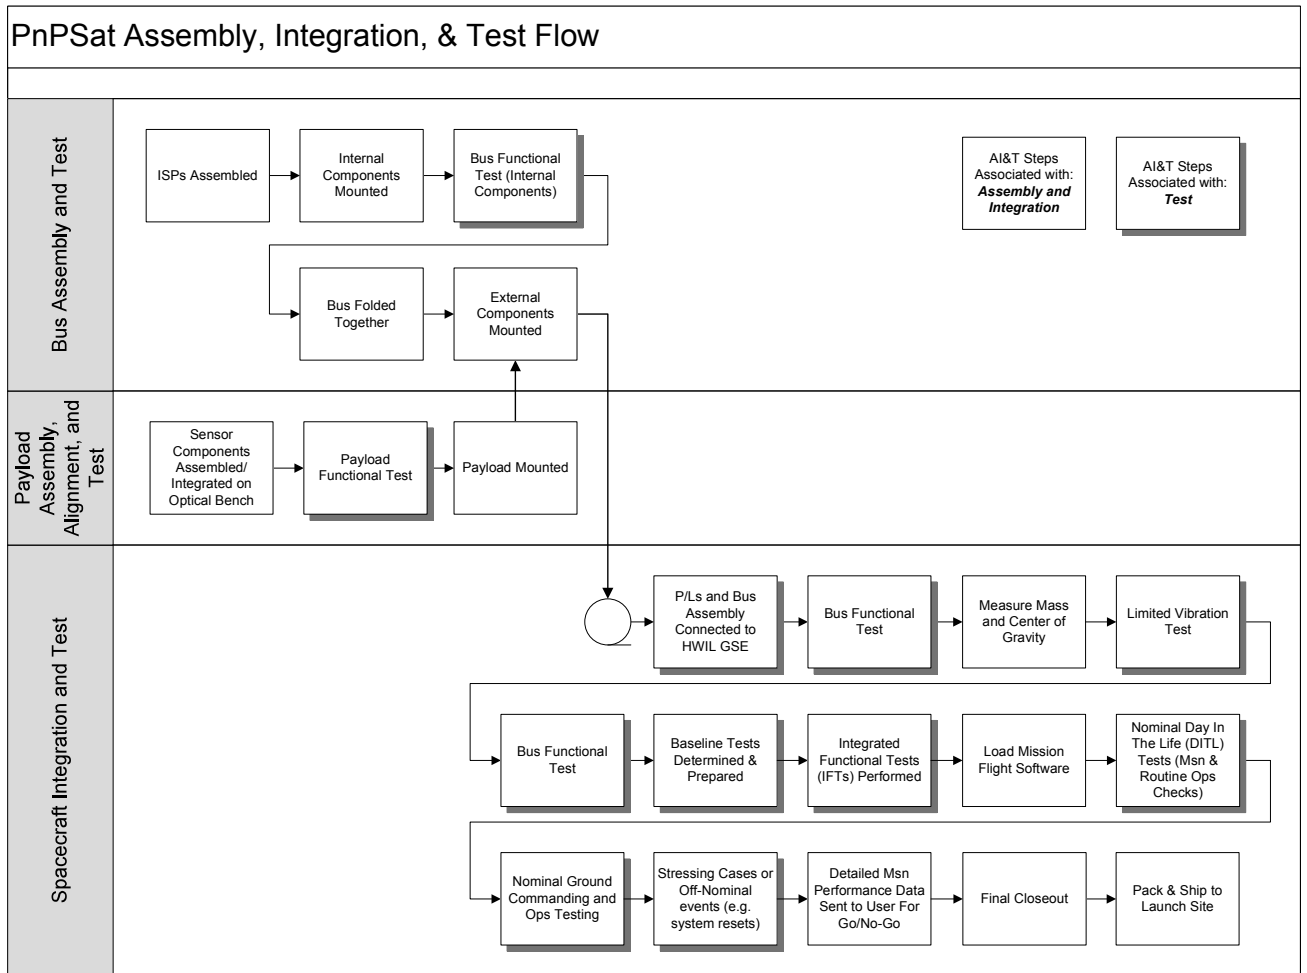 PnPSat Assembly, Integration, & Test Flow
Bus Assembly and Test
ISPs Assembled
Internal
Components
Mounted
Bus Functional
Test (Internal
Components)
AI&T Steps
Associated with:
Assembly and
Integration
AI&T Steps
Associated with:
Test
Bus Folded
Together
External
Components
Mounted
Payload
Assembly,
Alignment, and
Test
Sensor
Components
Assembled/
Integrated on
Optical Bench
Payload
Functional Test
Payload Mounted
Spacecraft Integration and Test
P/Ls and Bus
Assembly
Connected to
HWIL GSE
Bus Functional
Test
Measure Mass
and Center of
Gravity
Limited Vibration
Test
Bus Functional
Test
Baseline Tests
Determined &
Prepared
Integrated
Functional Tests
(IFTs) Performed
Load Mission
Flight Software
Nominal Day In
The Life (DITL)
Tests (Msn &
Routine Ops
Checks)
Nominal Ground
Commanding and
Ops Testing
Stressing Cases or
Off-Nominal
events (e.g.
system resets)
Detailed Msn
Performance Data
Sent to User For
Go/No-Go
Final Closeout
Pack & Ship to
Launch Site